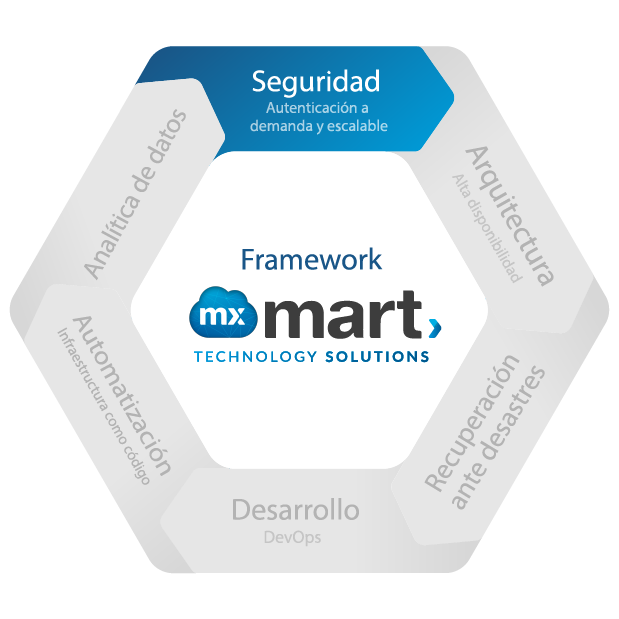 Seguridad
Autenticación a
demanda y escalable
Arquitectura
Alta disponibilidad
Recuperación
ante desastres
Desarrollo
DevOps
Automatización
Infraestructura como código
Analítica de datos
Framework
mx mart
TECHNOLOGY SOLUTIONS